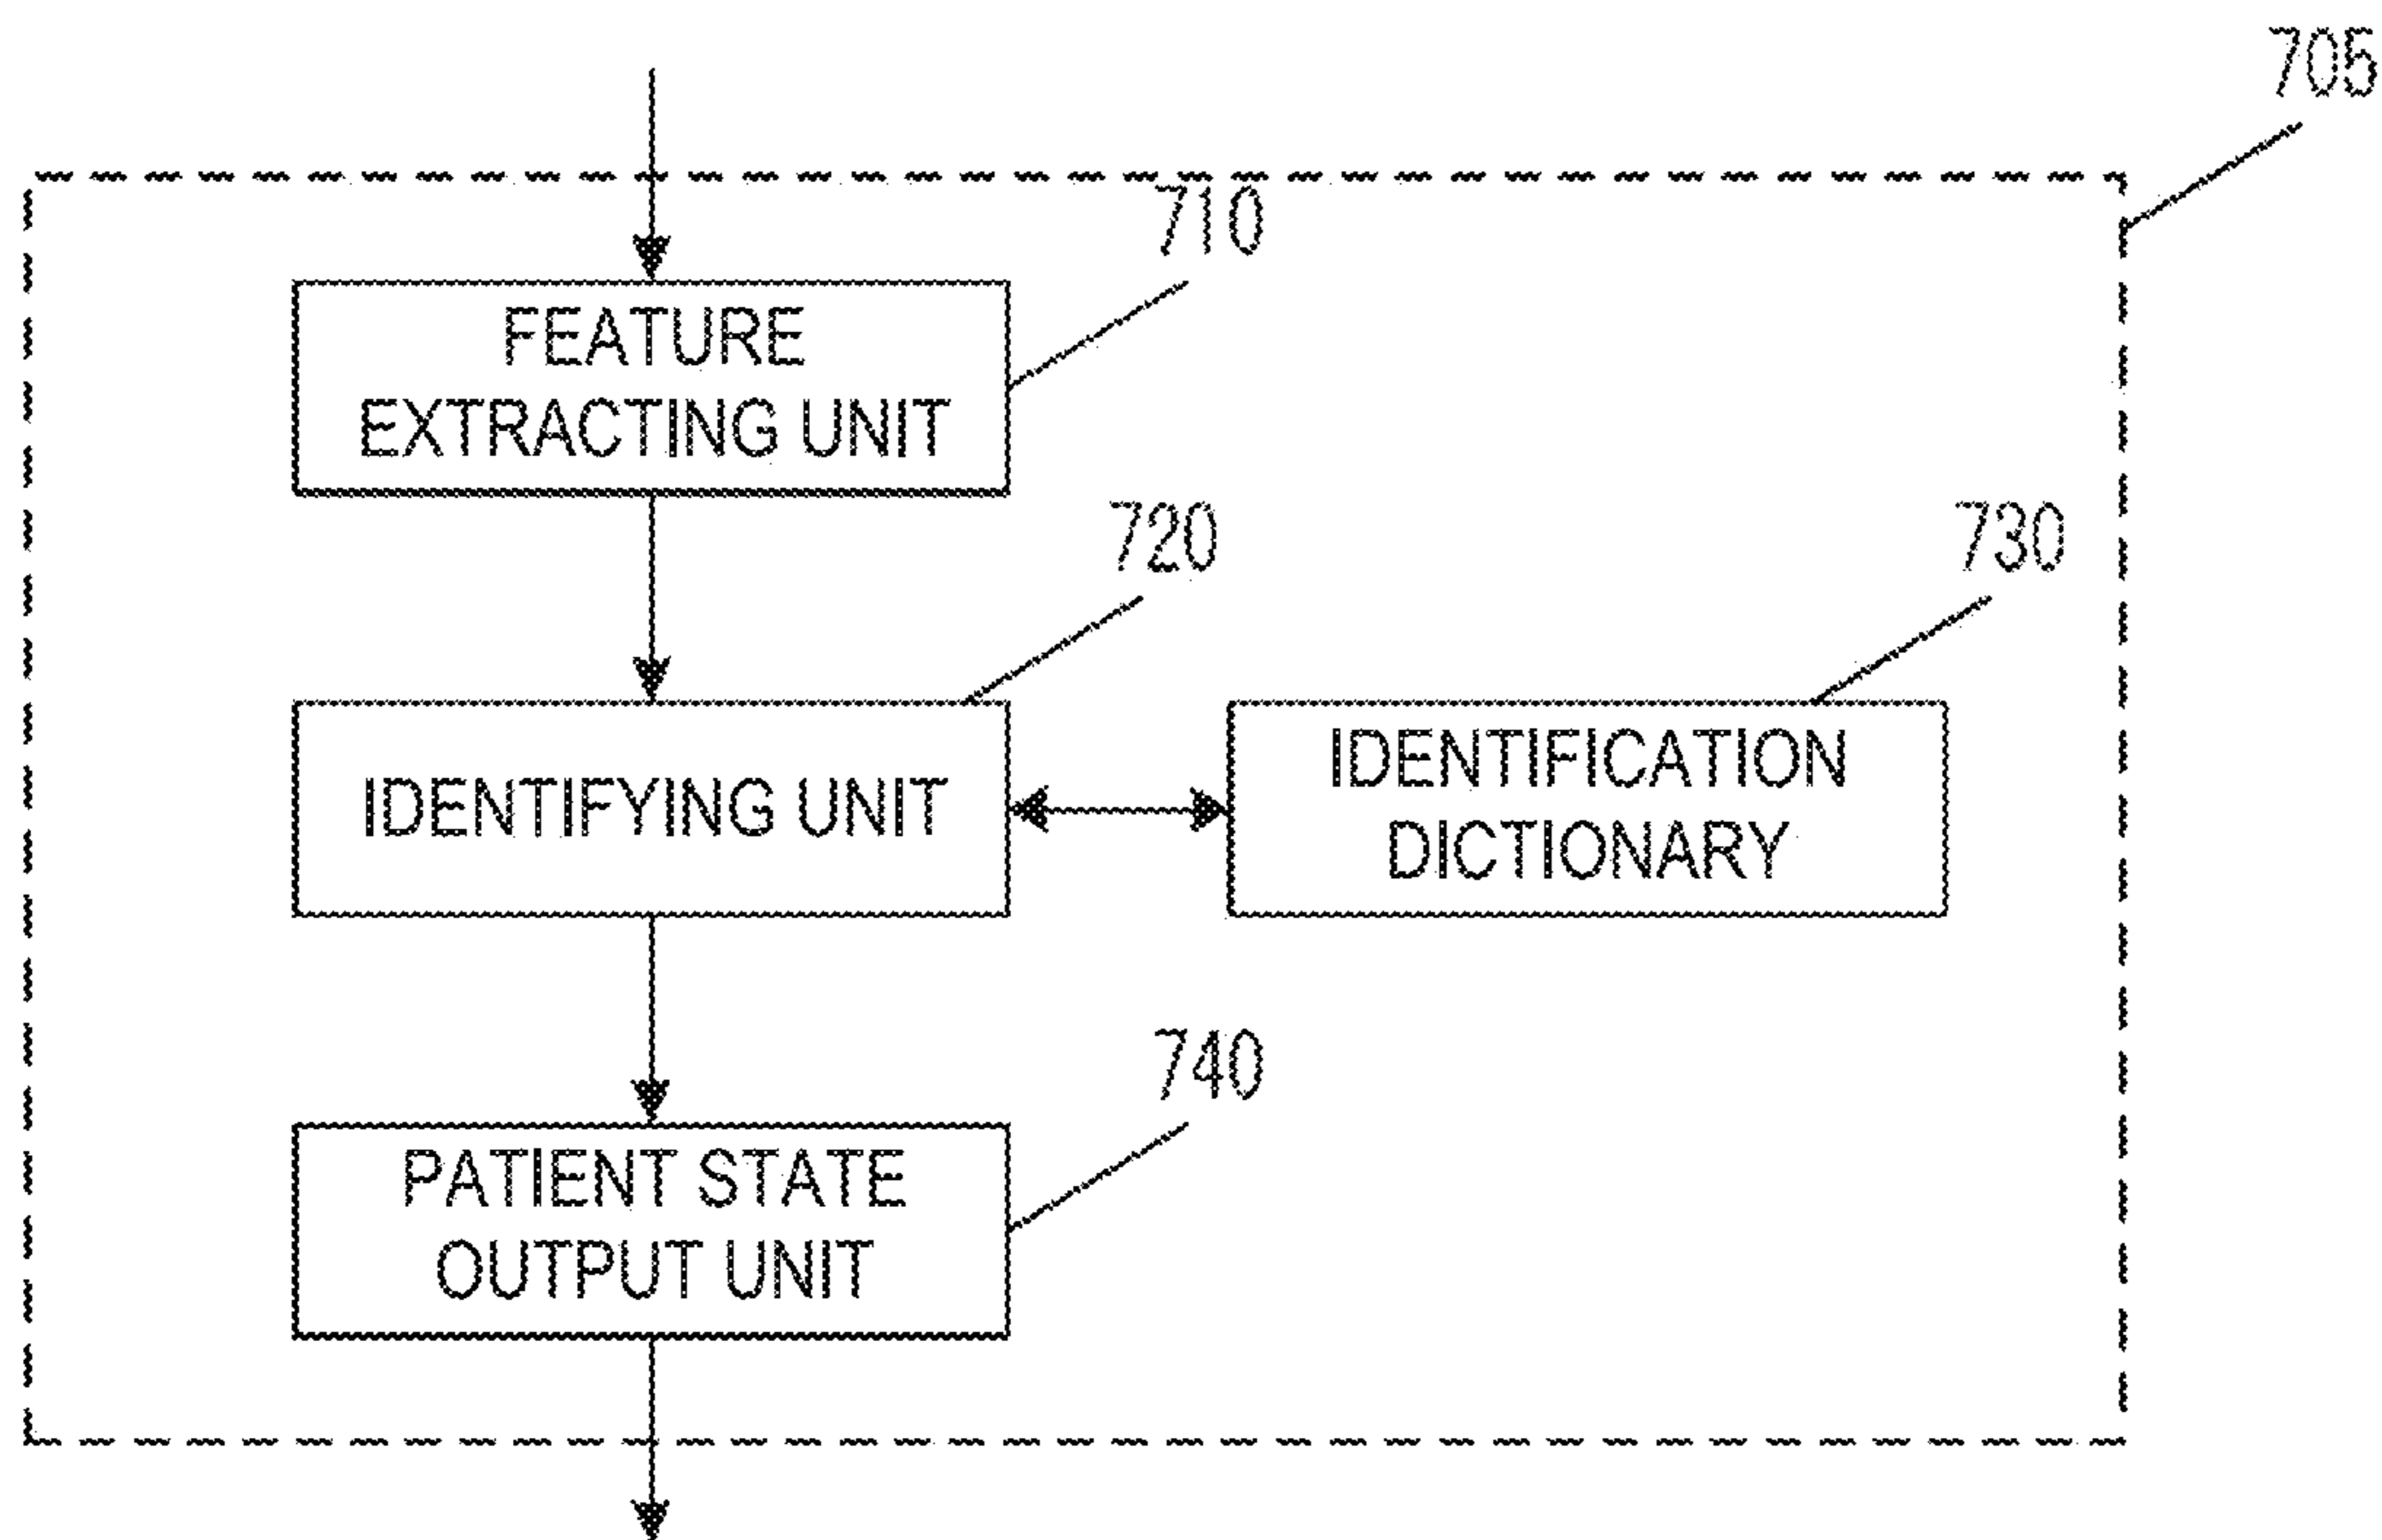 705
710
FEATURE
EXTRACTING UNIT
720
730
IDENTIFYING UNIT
IDENTIFICATION
DICTIONARY
740
PATIENT STATE
OUTPUT UNIT